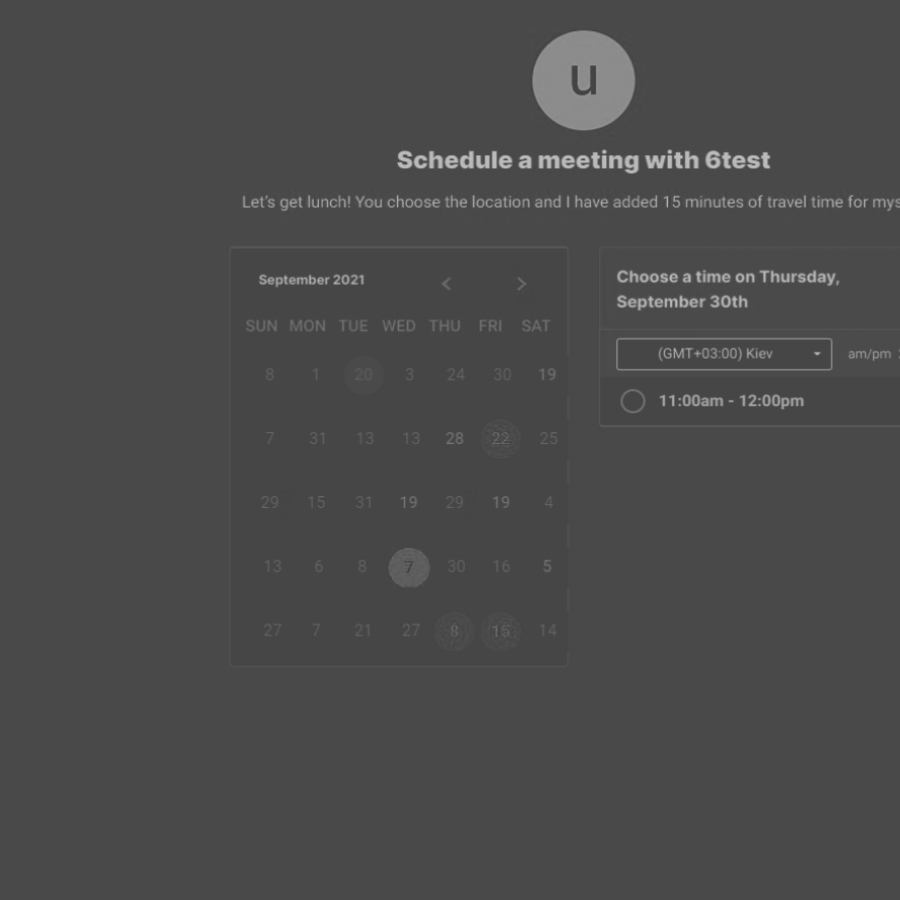 u
Schedule a meeting with 6test
Let's get lunch! You choose the location and I have added 15 minutes of travel time for mys
September 2021
SUN MON TUE WED THU FRI SAT
8 1 20 3 24 30 19
7 31 13 13 28 22 25
29 15 31 19 29 19 4
13 6 8 7 30 16 5
27 7 21 27 8 15 14
Choose a time on Thursday,
September 30th
(GMT+03:00) Kiev am/pm
11:00am - 12:00pm